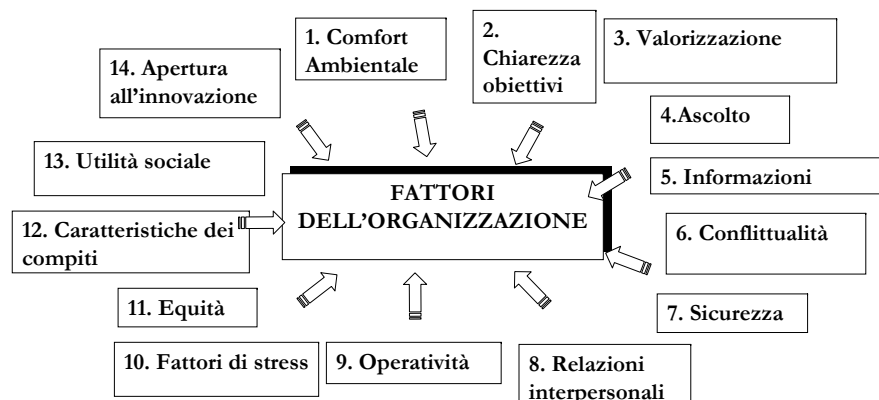 1. Comfort
Ambientale
2.
Chiarezza
obiettivi
3. Valorizzazione
4.Ascolto
5. Informazioni
6. Conflittualità
7. Sicurezza
8. Relazioni
interpersonali
9. Operatività
10. Fattori di stress
11. Equità
12. Caratteristiche dei
compiti
13. Utilità sociale
14. Apertura
all'innovazione
FATTORI
DELL'ORGANIZZAZIONE